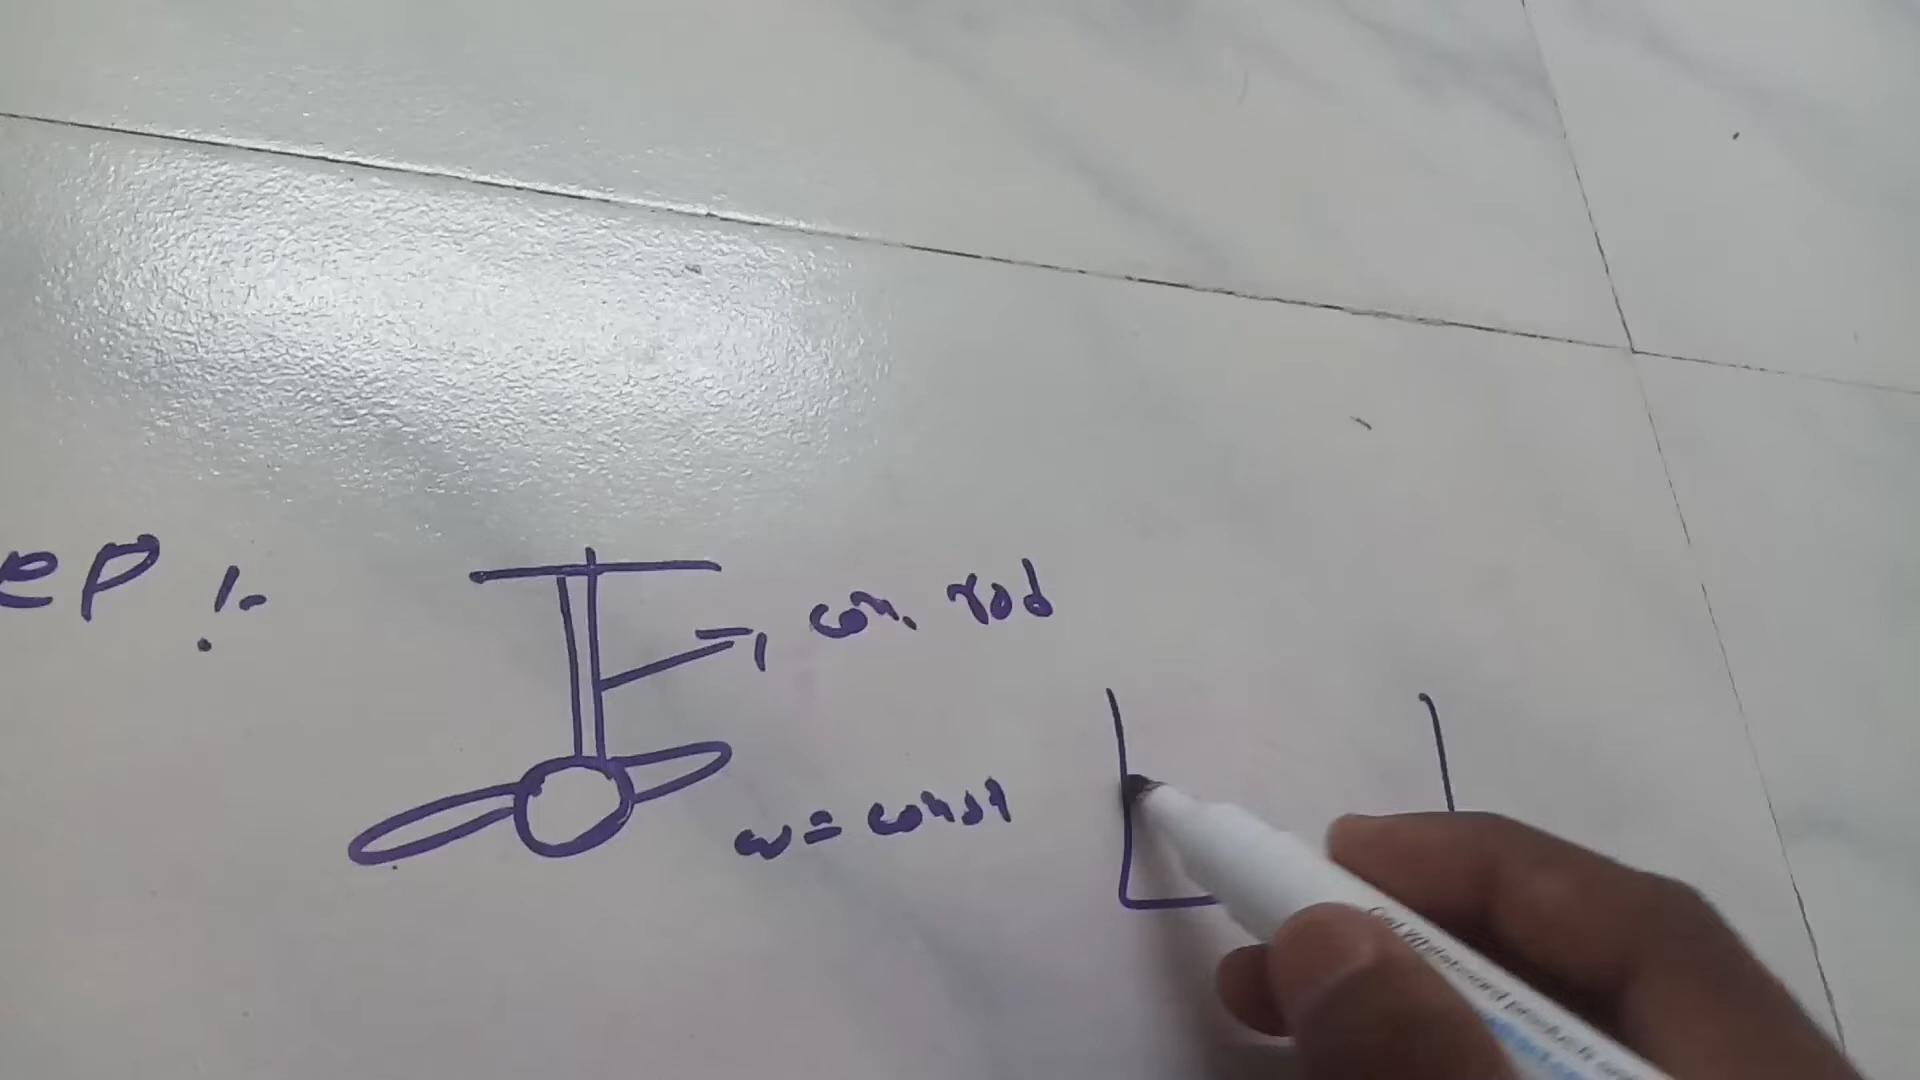 eP :-
con. rod
ω = const